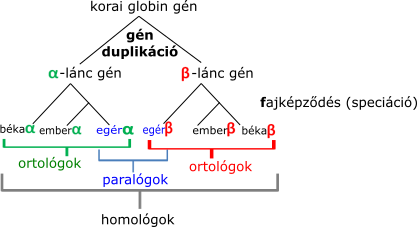 korai globin gén
gén
duplikáció
α-lánc gén β-lánc gén
fajképződés (speciáció)
békaα emberα egérα egérβ emberβ békaβ
ortológok ortológok
paralógok
homológok